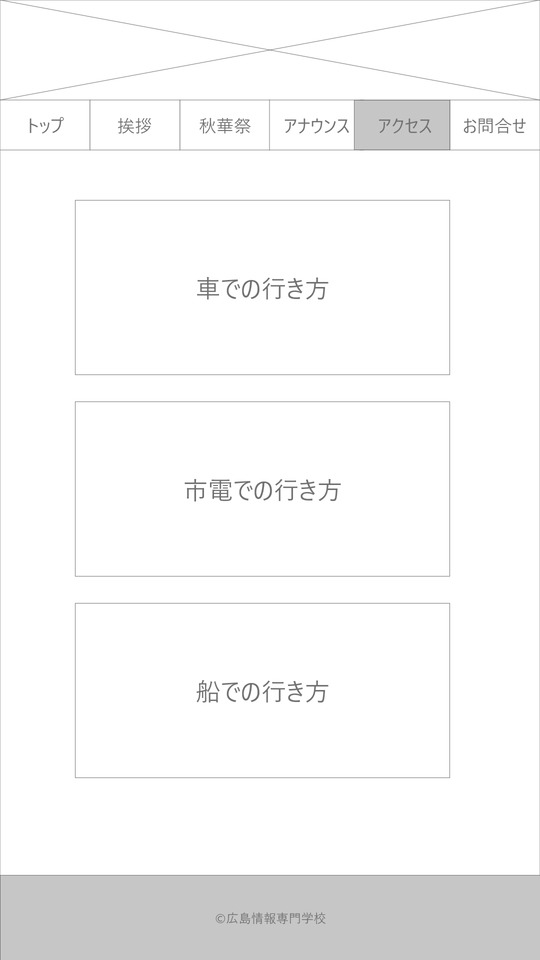 トップ
挨拶
秋華祭
アナウンス
アクセス
お問合せ
車での行き方
市電での行き方
船での行き方
©広島情報専門学校